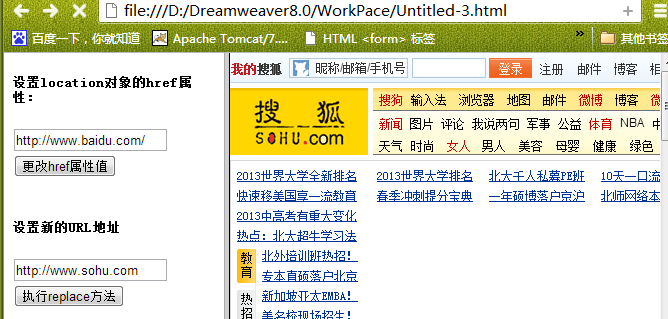 file:///D:/Dreamweaver8.0/WorkPace/Untitled-3.html
百度一下，你就知道 Apache Tomcat/7.... HTML <form> 标签 » 其他书签
设置location对象的href属
性：
http://www.baidu.com/
更改href属性值
设置新的URL地址
http://www.sohu.com
执行replace方法
我的搜狐 昵称/邮箱/手机号 登录 注册 邮件 博客
搜狐
SOHU.com
搜狗 输入法 浏览器 地图 邮件 微博 博客
新闻 图片 评论 我说两句 军事 公益 体育 NBA 中
天气 时尚 女人 男人 美容 母婴 健康 绿色
2013世界大学全新排名 2013世界大学排名 北大千人私募PE班 10天一口流
快速移美国享一流教育 春季冲刺提分宝典 一年硕博落户京沪 北师网络本
2013中高考有重大变化
热点：北大超牛学习法
教育 北外培训班热招！
专本直硕落户北京
热招 新加坡亚太EMBA！
美名校现场招生！